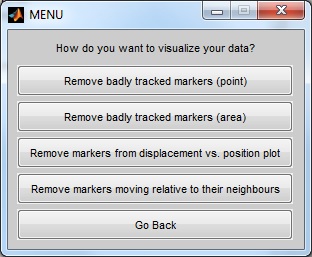 MENU
How do you want to visualize your data?
Remove badly tracked markers (point)
Remove badly tracked markers (area)
Remove markers from displacement vs. position plot
Remove markers moving relative to their neighbours
Go Back